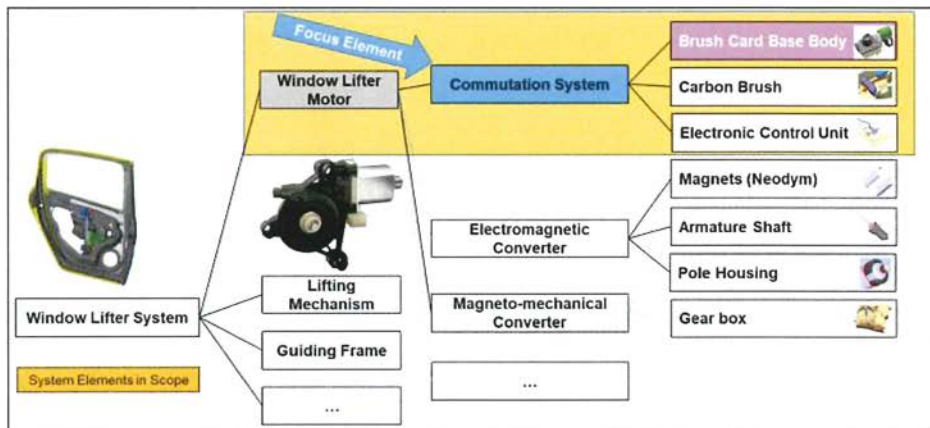 Focus Element
Brush Card Base Body
Window Lifter
Motor
Commutation System
Carbon Brush
Electronic Control Unit
Magnets (Neodym)
Electromagnetic
Converter
Armature Shaft
Pole Housing
Lifting
Mechanism
Window Lifter System
Magneto-mechanical
Converter
Gear box
Guiding Frame
System Elements in Scope
...
...